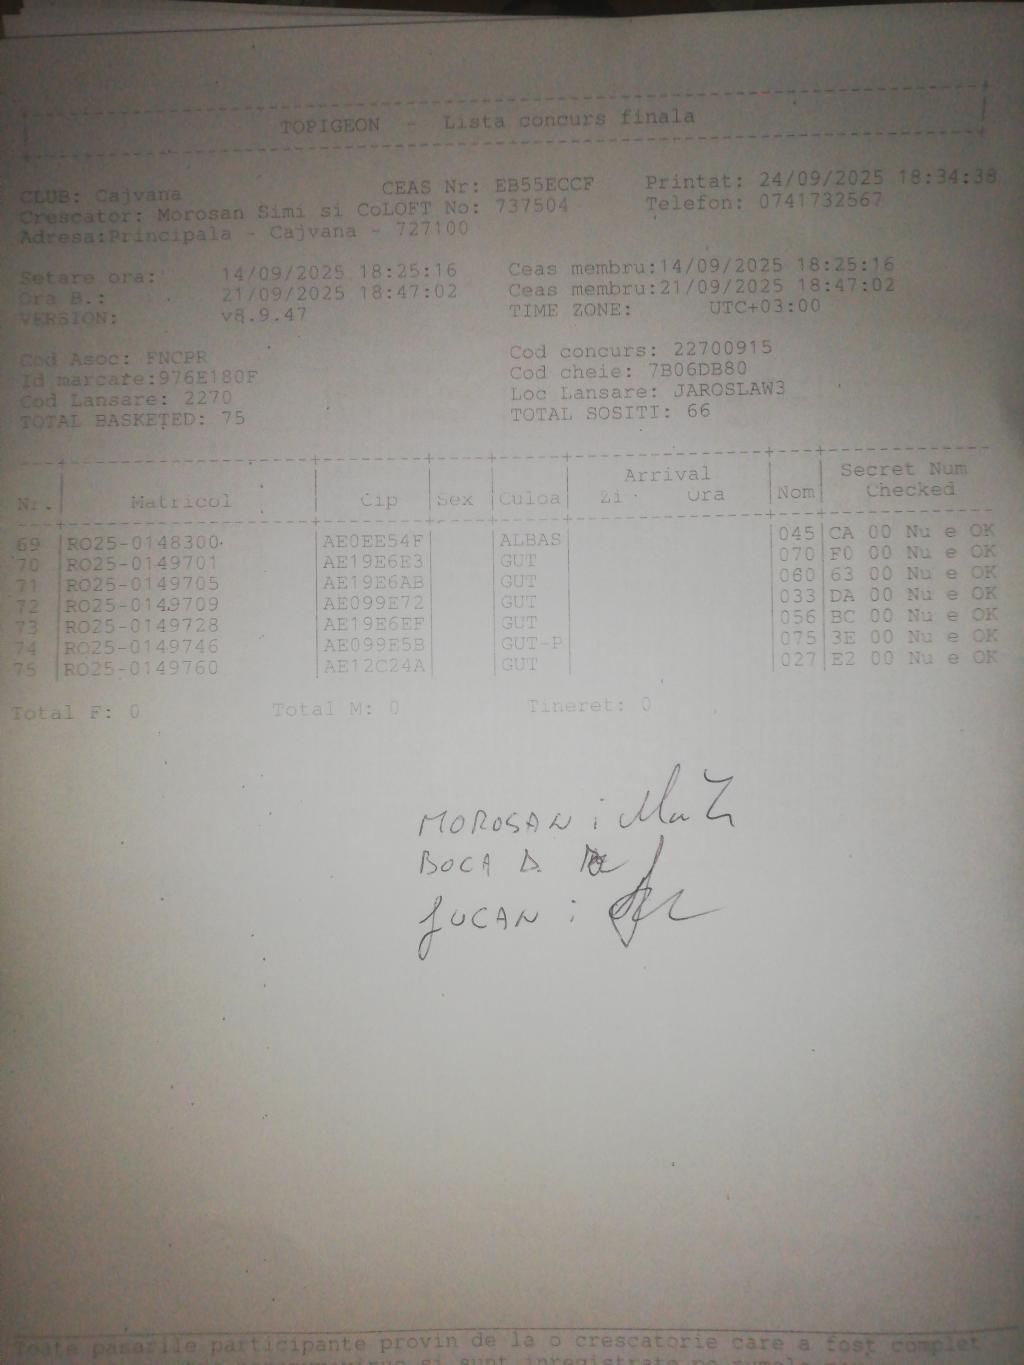 TOPIGEON - Lista concurs finala
CLUB: Cajvana CEAS Nr: EB55ECCF Printat: 24/09/2025 18:34:38
Crescator: Morosan Simi si CoLOFT No: 737504 Telefon: 0741732567
Adresa:Principala - Cajvana - 727100
Setare ora: 14/09/2025 18:25:16 Ceas membru:14/09/2025 18:25:16
Ora B.: 21/09/2025 18:47:02 Ceas membru:21/09/2025 18:47:02
VERSION: v8.9.47 TIME ZONE: UTC+03:00
Cod Asoc: FNCPR Cod concurs: 22700915
Id marcare:976E180F Cod cheie: 7B06DB80
Cod Lansare: 2270 Loc Lansare: JAROSLAW3
TOTAL BASKETED: 75 TOTAL SOSITI: 66
Arrival Secret Num
Nr. Matricol Cip Sex Culoa Zi Ora Nom Checked
69 RO25-0148300 AE0EE54F ALBAS 045 CA 00 Nu e OK
70 RO25-0149701 AE19E6E3 GUT 070 F0 00 Nu e OK
71 RO25-0149705 AE19E6AB GUT 060 63 00 Nu e OK
72 RO25-0149709 AE099E72 GUT 033 DA 00 Nu e OK
73 RO25-0149728 AE19E6EF GUT 056 BC 00 Nu e OK
74 RO25-0149746 AE099E5B GUT-P 075 3E 00 Nu e OK
75 RO25-0149760 AE12C24A GUT 027 E2 00 Nu e OK
Total F: 0 Total M: 0 Tineret: 0
MOROSAN i
BOCA D.
JUCAN i
Toate pasarile participante provin de la o crescatorie care a fost complet
si sunt inregistrate pe